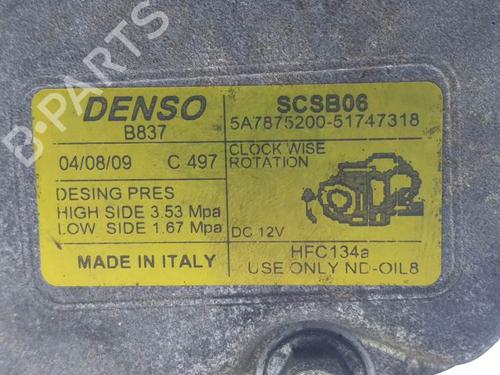 DENSO
B837
SCSB06
5A7875200-51747318
04/08/09 C 497
CLOCK WISE
ROTATION
DESING PRES
HIGH SIDE 3.53 Mpa
LOW SIDE 1.67 Mpa
DC 12V
MADE IN ITALY
HFC134a
USE ONLY ND-OIL8